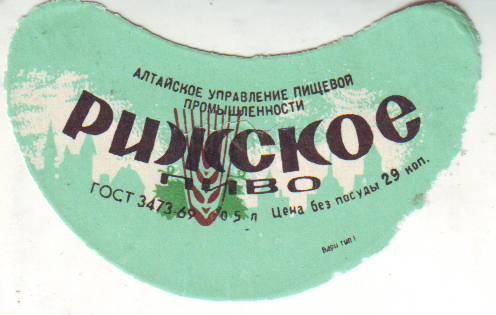 АЛТАЙСКОЕ УПРАВЛЕНИЕ ПИЩЕВОЙ
ПРОМЫШЛЕННОСТИ
РИЖСКОЕ
ПИВО
ГОСТ 3473-69 0,5 л Цена без посуды 29 коп.